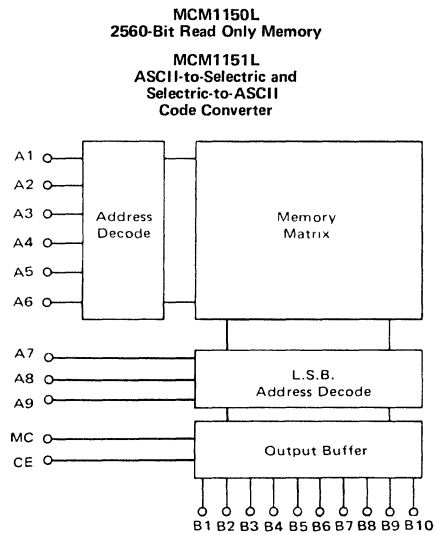 MCM1150L
2560-Bit Read Only Memory
MCM1151L
ASCII-to-Selectric and
Selectric-to-ASCII
Code Converter
A1
A2
A3
A4
A5
A6
Address
Decode
Memory
Matrix
A7
A8
A9
L.S.B.
Address Decode
MC
CE
Output Buffer
B1 B2 B3 B4 B5 B6 B7 B8 B9 B10